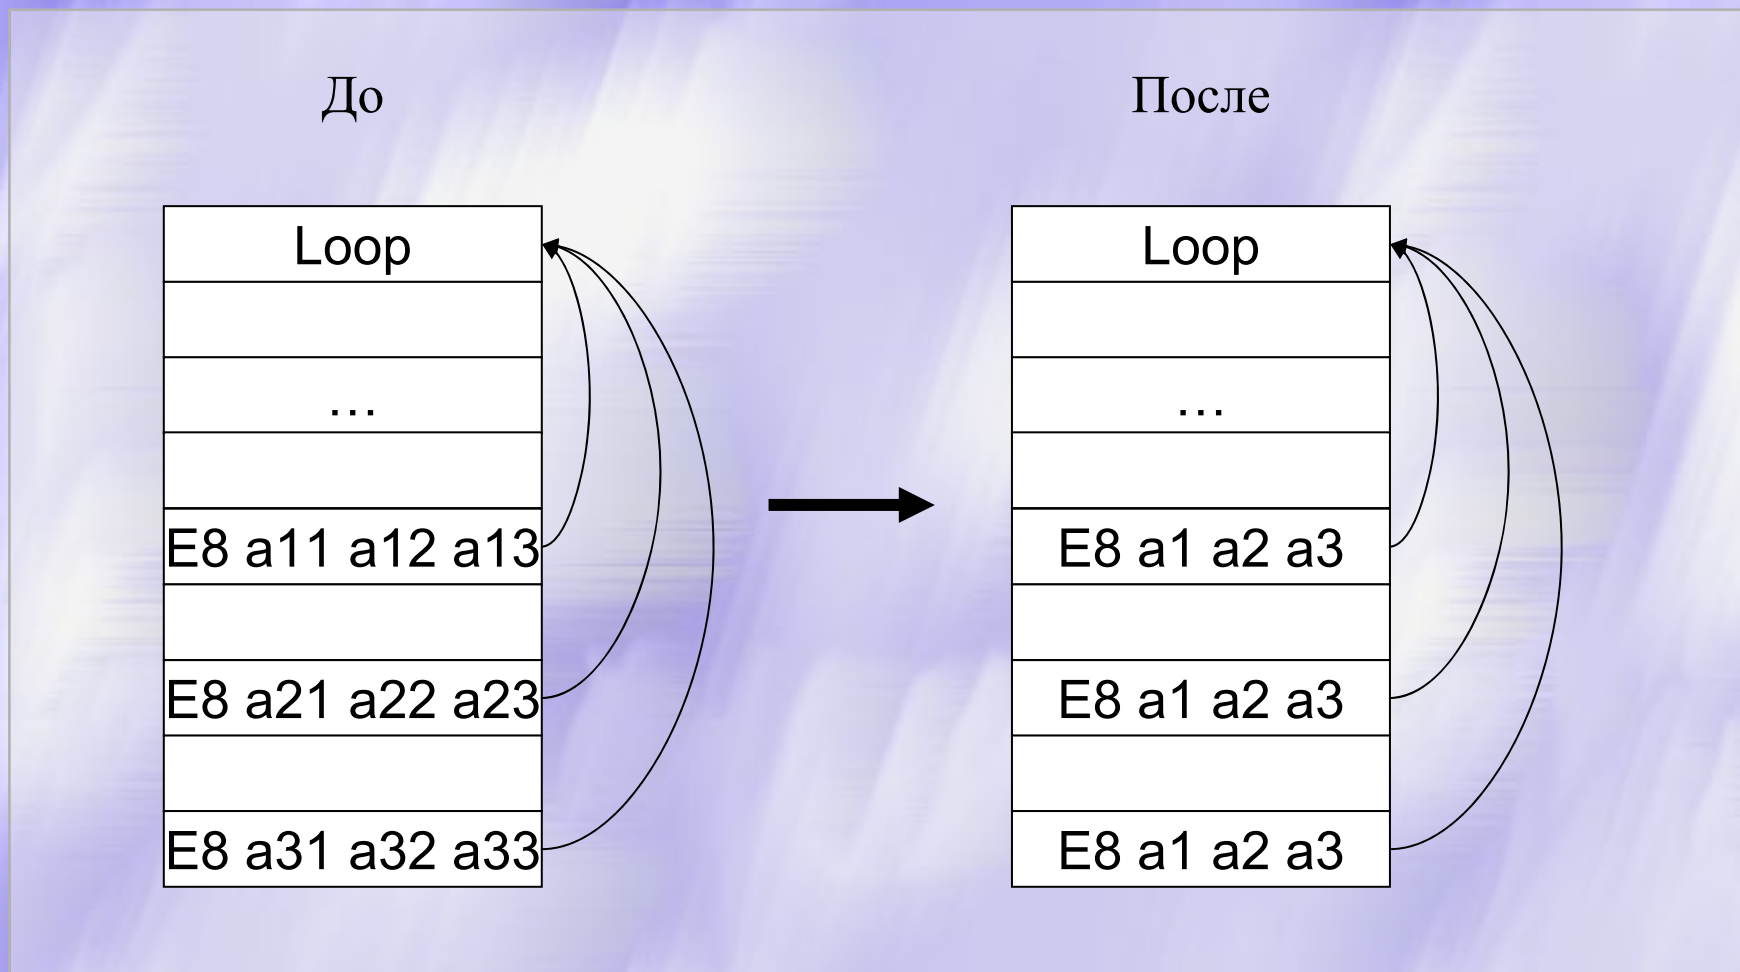 До
После
Loop
…
E8 a11 a12 a13
E8 a21 a22 a23
E8 a31 a32 a33
Loop
…
E8 a1 a2 a3
E8 a1 a2 a3
E8 a1 a2 a3